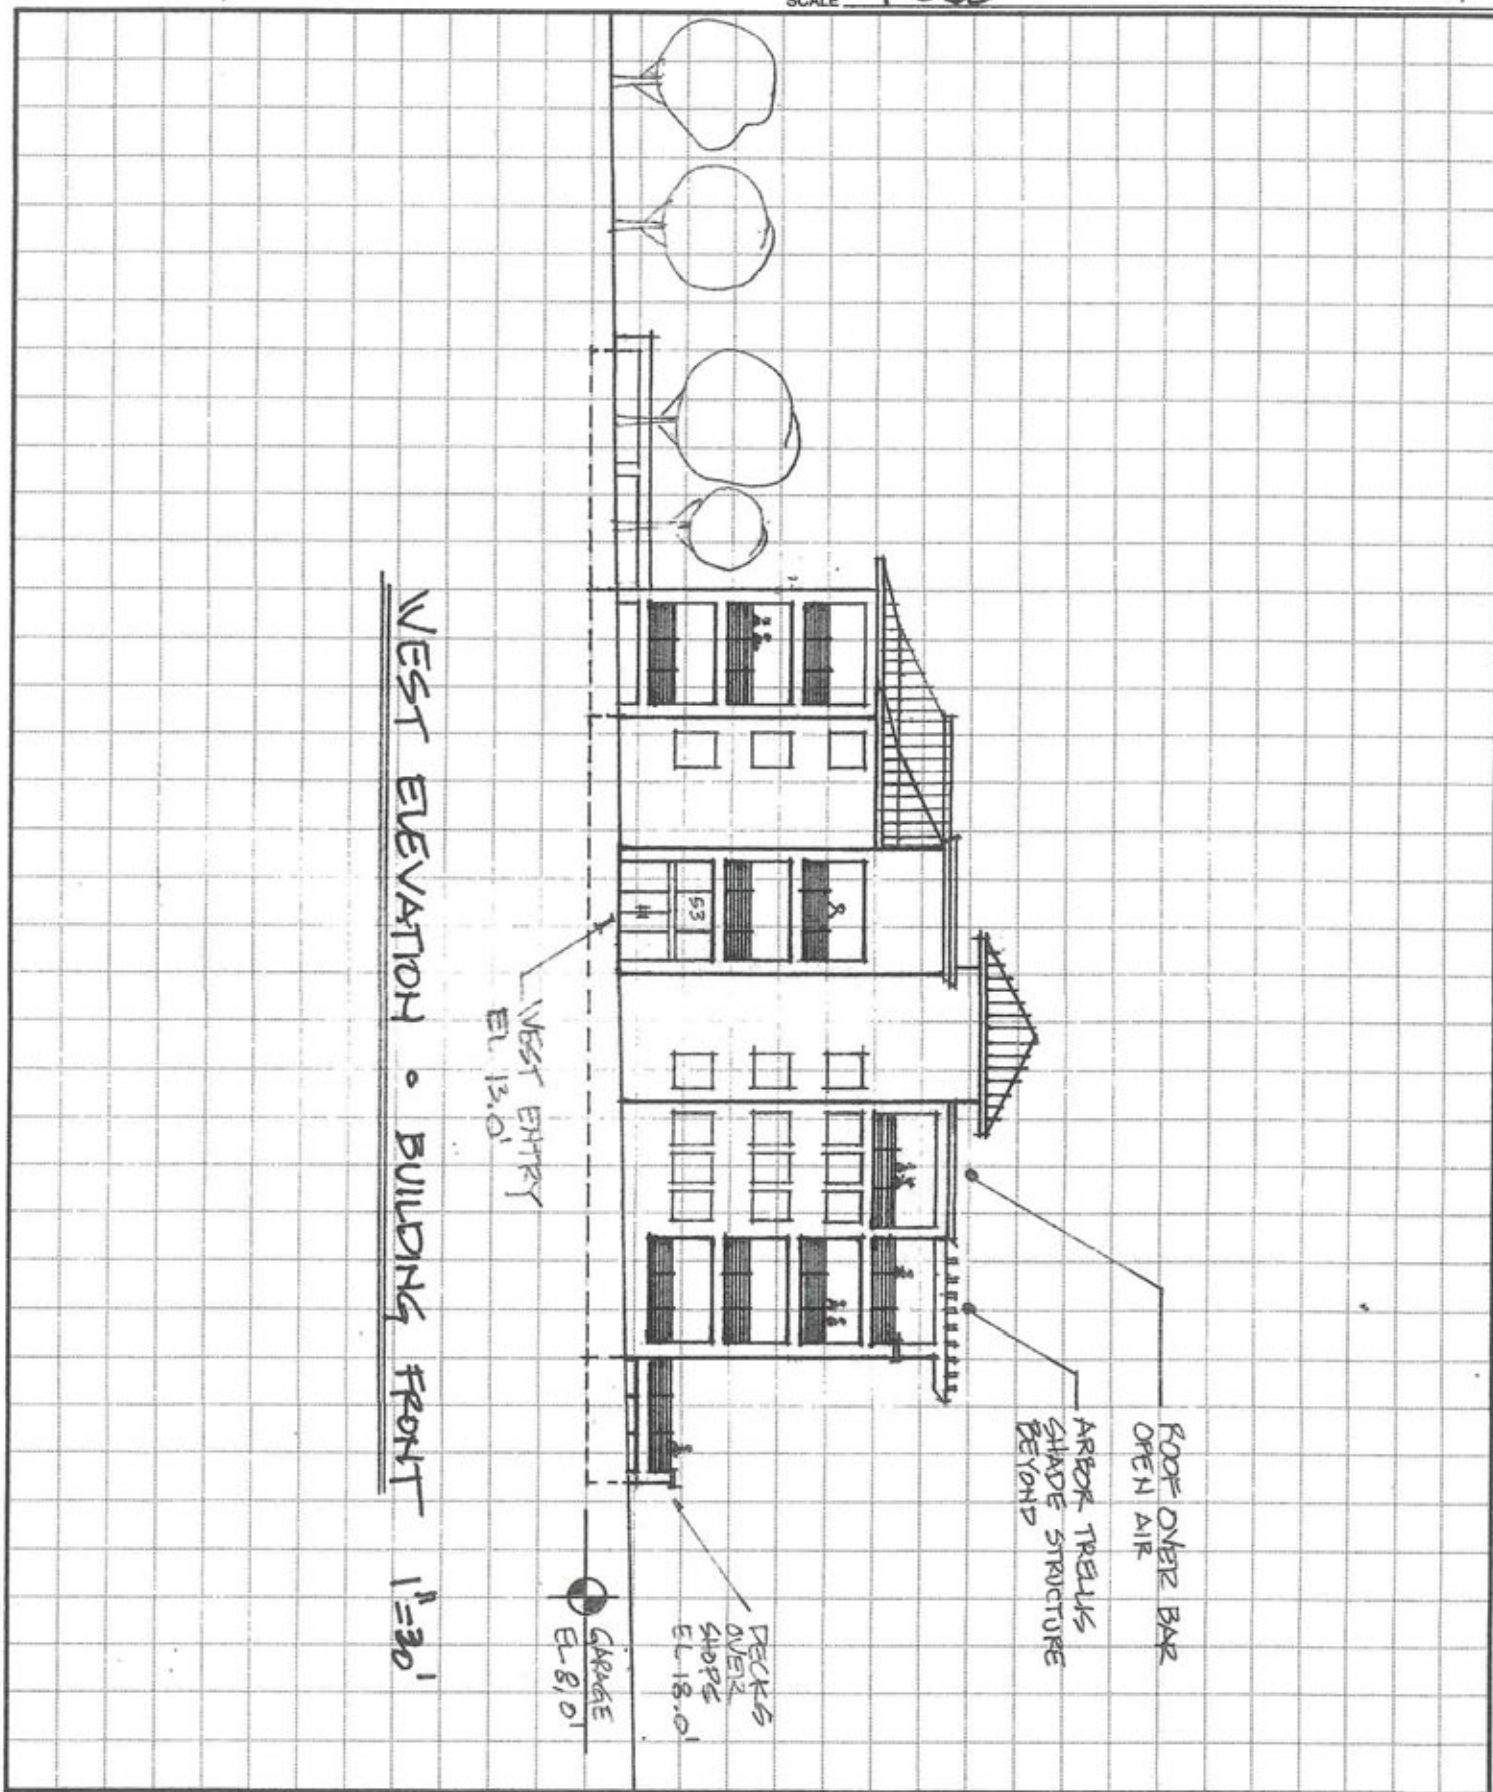 SCALE
ROOF OVER BAR
OPEN AIR
ARBOR TRELLIS
SHADE STRUCTURE
BEYOND
DECKS
OVER
SHOPS
EL 18.0'
GARAGE
EL 8.0'
53
WEST ENTRY
EL 13.0'
WEST ELEVATION • BUILDING FRONT 1"=30'